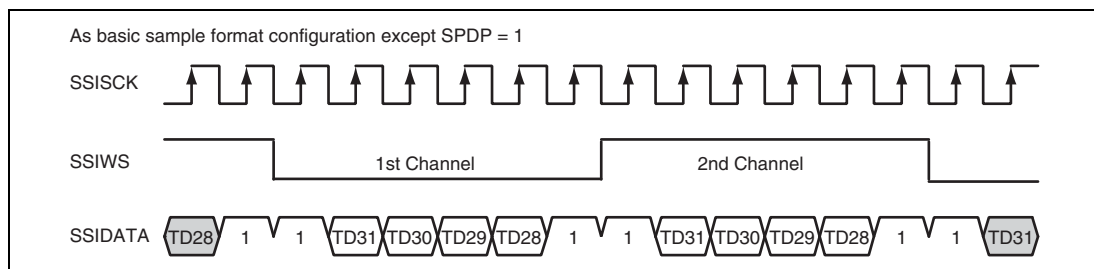 As basic sample format configuration except SPDP = 1
SSISCK
SSIWS 1st Channel 2nd Channel
SSIDATA TD28 1 1 TD31 TD30 TD29 TD28 1 1 TD31 TD30 TD29 TD28 1 1 TD31